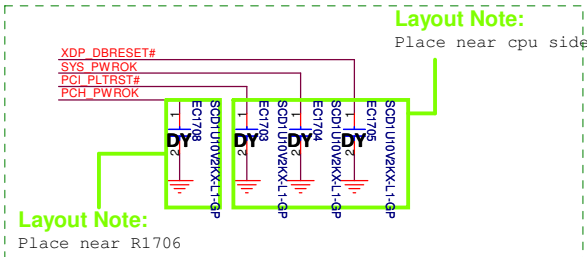 Layout Note:
Place near cpu side
XDP_DBRESET#
SYS_PWROK
PCI_PLTRST#
PCH_PWROK
EC1708
SCD1U10V2KX-L1-GP
1
DY
2
EC1703
SCD1U10V2KX-L1-GP
1
DY
2
EC1704
SCD1U10V2KX-L1-GP
1
DY
2
EC1705
SCD1U10V2KX-L1-GP
1
DY
2
Layout Note:
Place near R1706